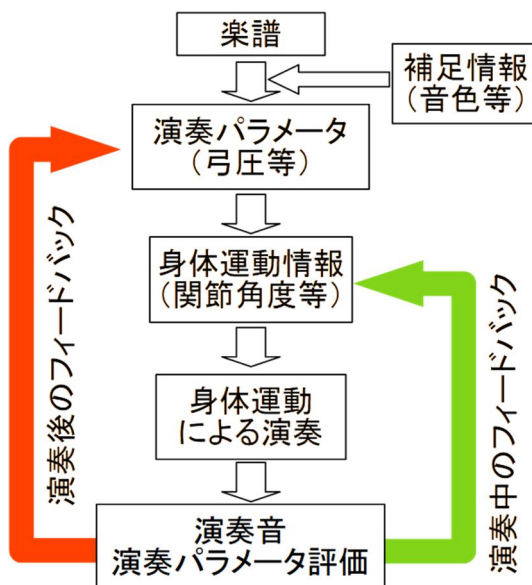 楽譜
補足情報
(音色等)
演奏パラメータ
(弓圧等)
身体運動情報
(関節角度等)
身体運動
による演奏
演奏音
演奏パラメータ評価
演奏後のフィードバック
演奏中のフィードバック